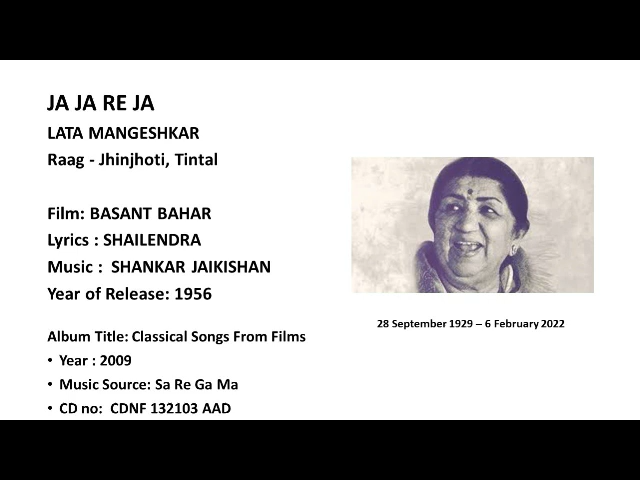 JA JA RE JA
LATA MANGESHKAR
Raag - Jhinjhoti, Tintal
Film: BASANT BAHAR
Lyrics : SHAILENDRA
Music : SHANKAR JAIKISHAN
Year of Release: 1956
28 September 1929 – 6 February 2022
Album Title: Classical Songs From Films
• Year : 2009
• Music Source: Sa Re Ga Ma
• CD no: CDNF 132103 AAD